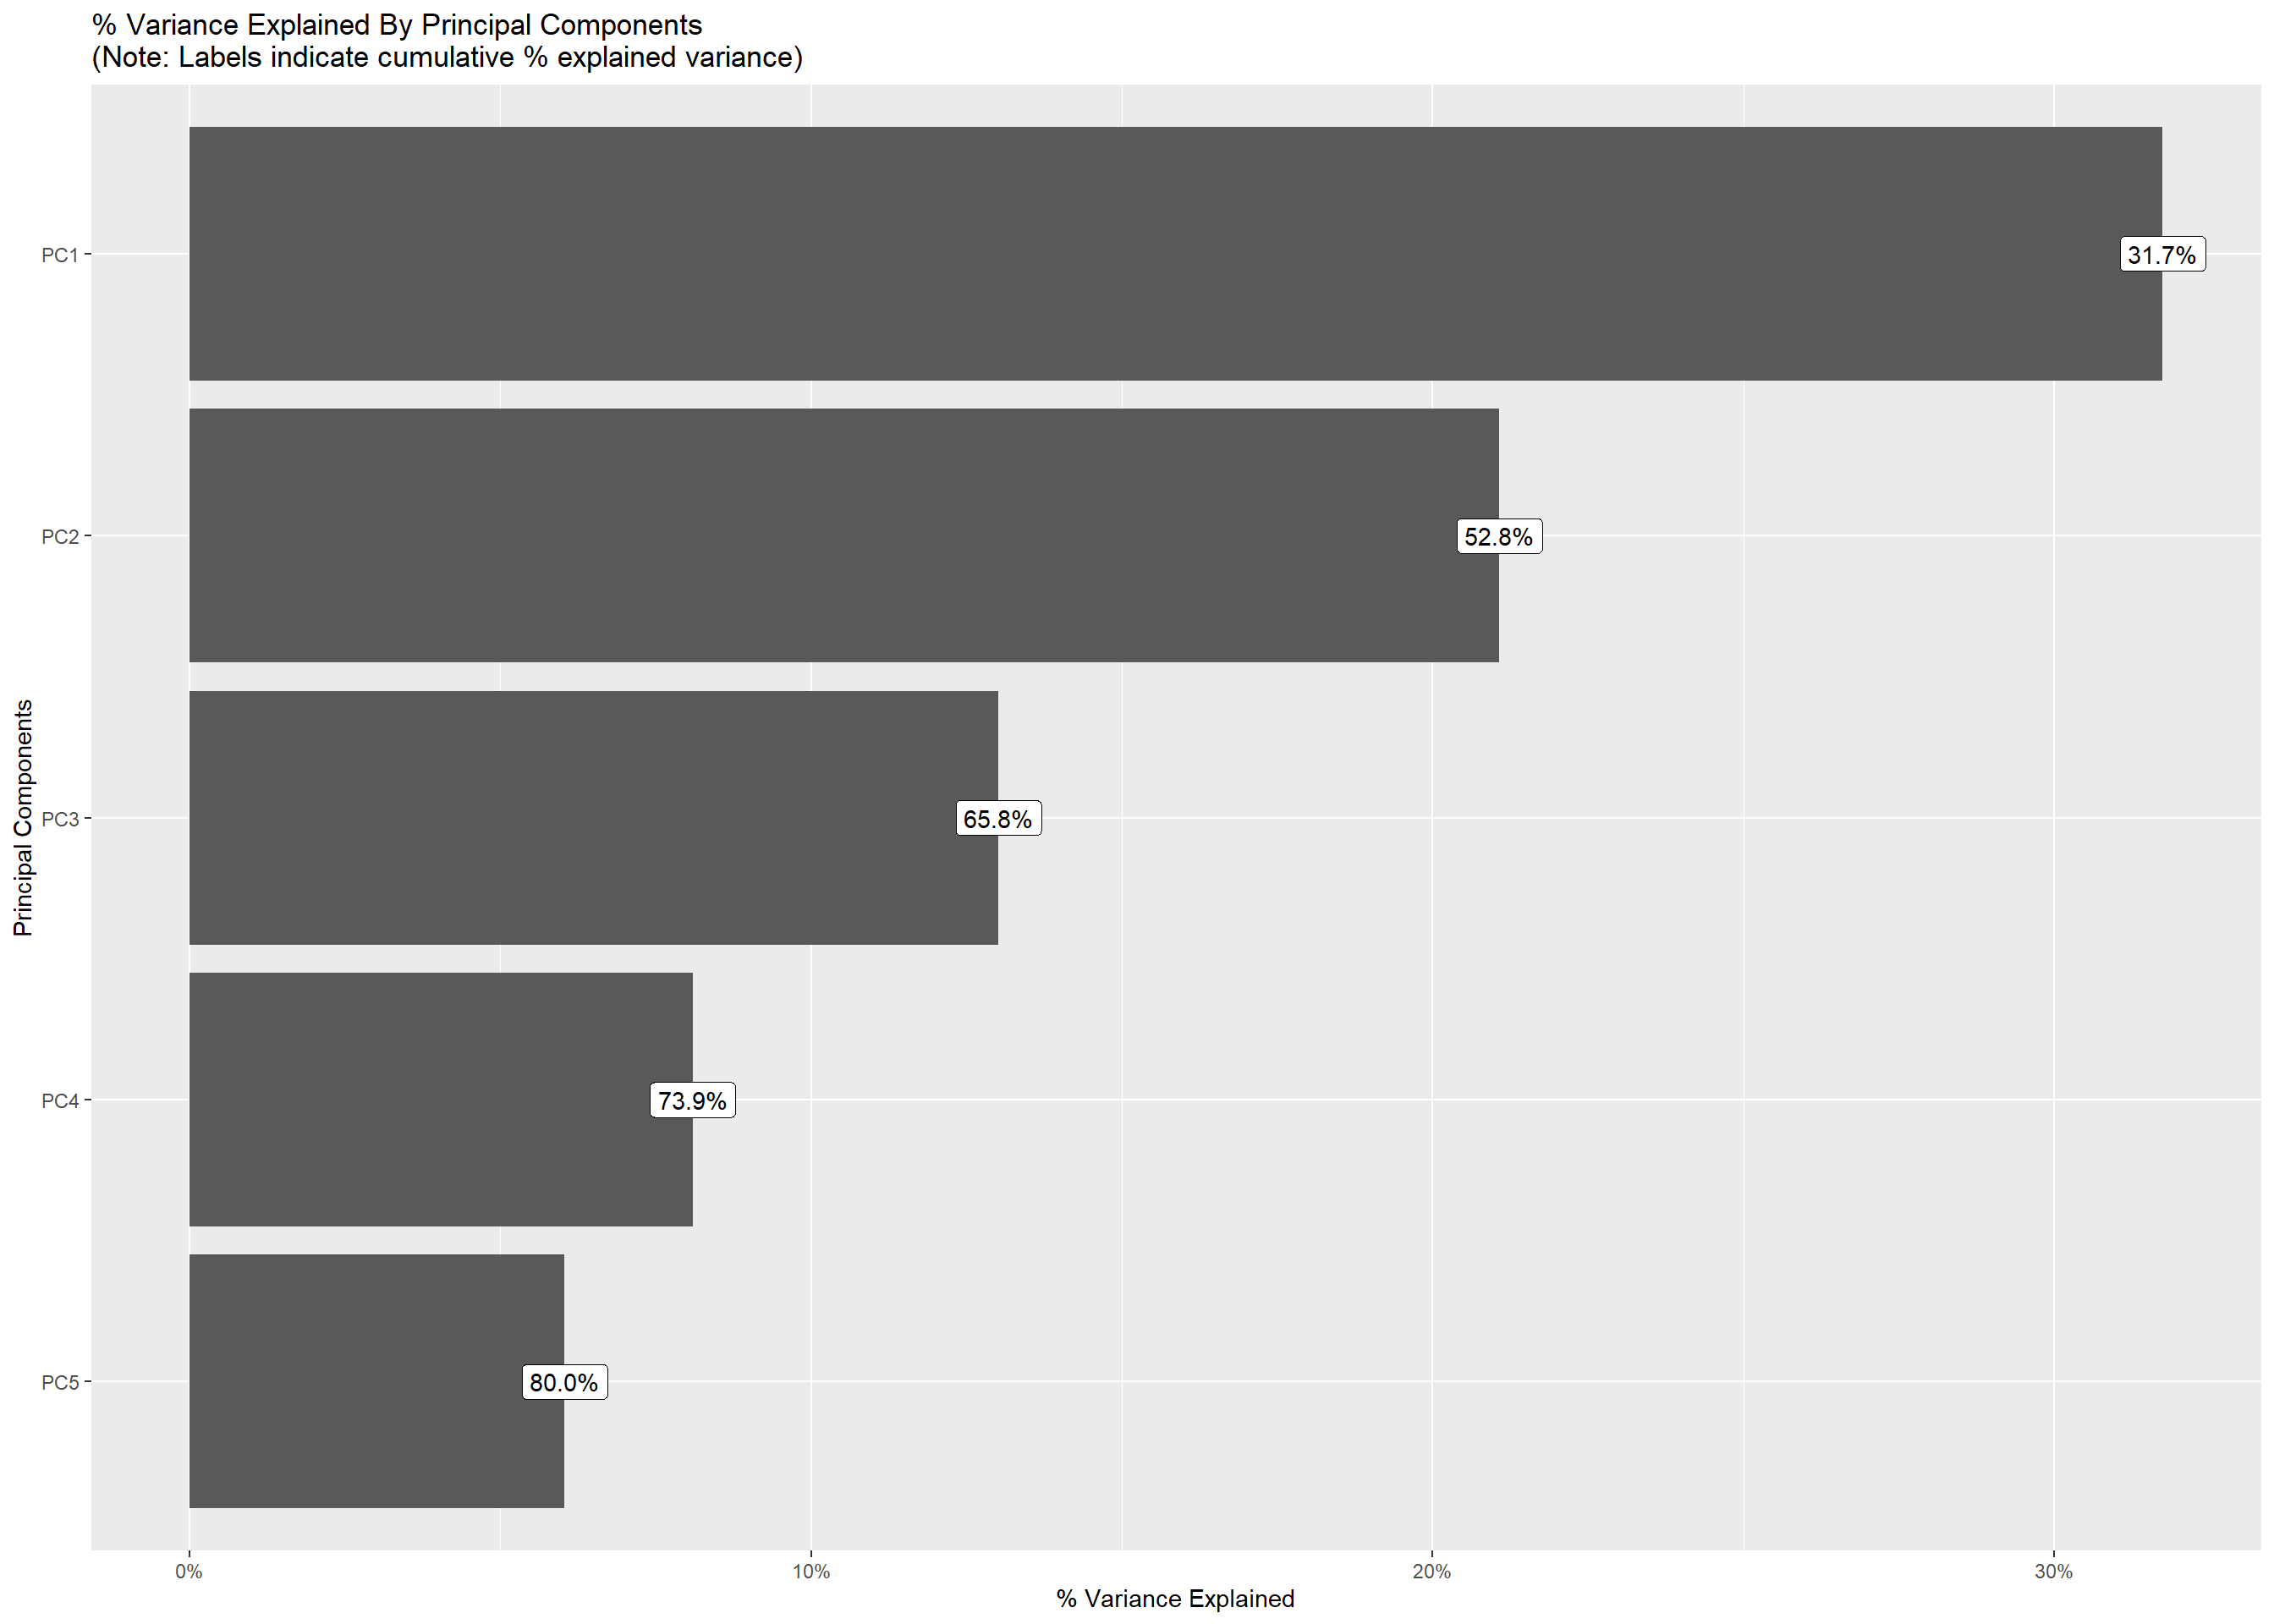 % Variance Explained By Principal Components
(Note: Labels indicate cumulative % explained variance)
Principal Components
PC1
31.7%
PC2
52.8%
PC3
65.8%
PC4
73.9%
PC5
80.0%
0%
10%
20%
30%
% Variance Explained